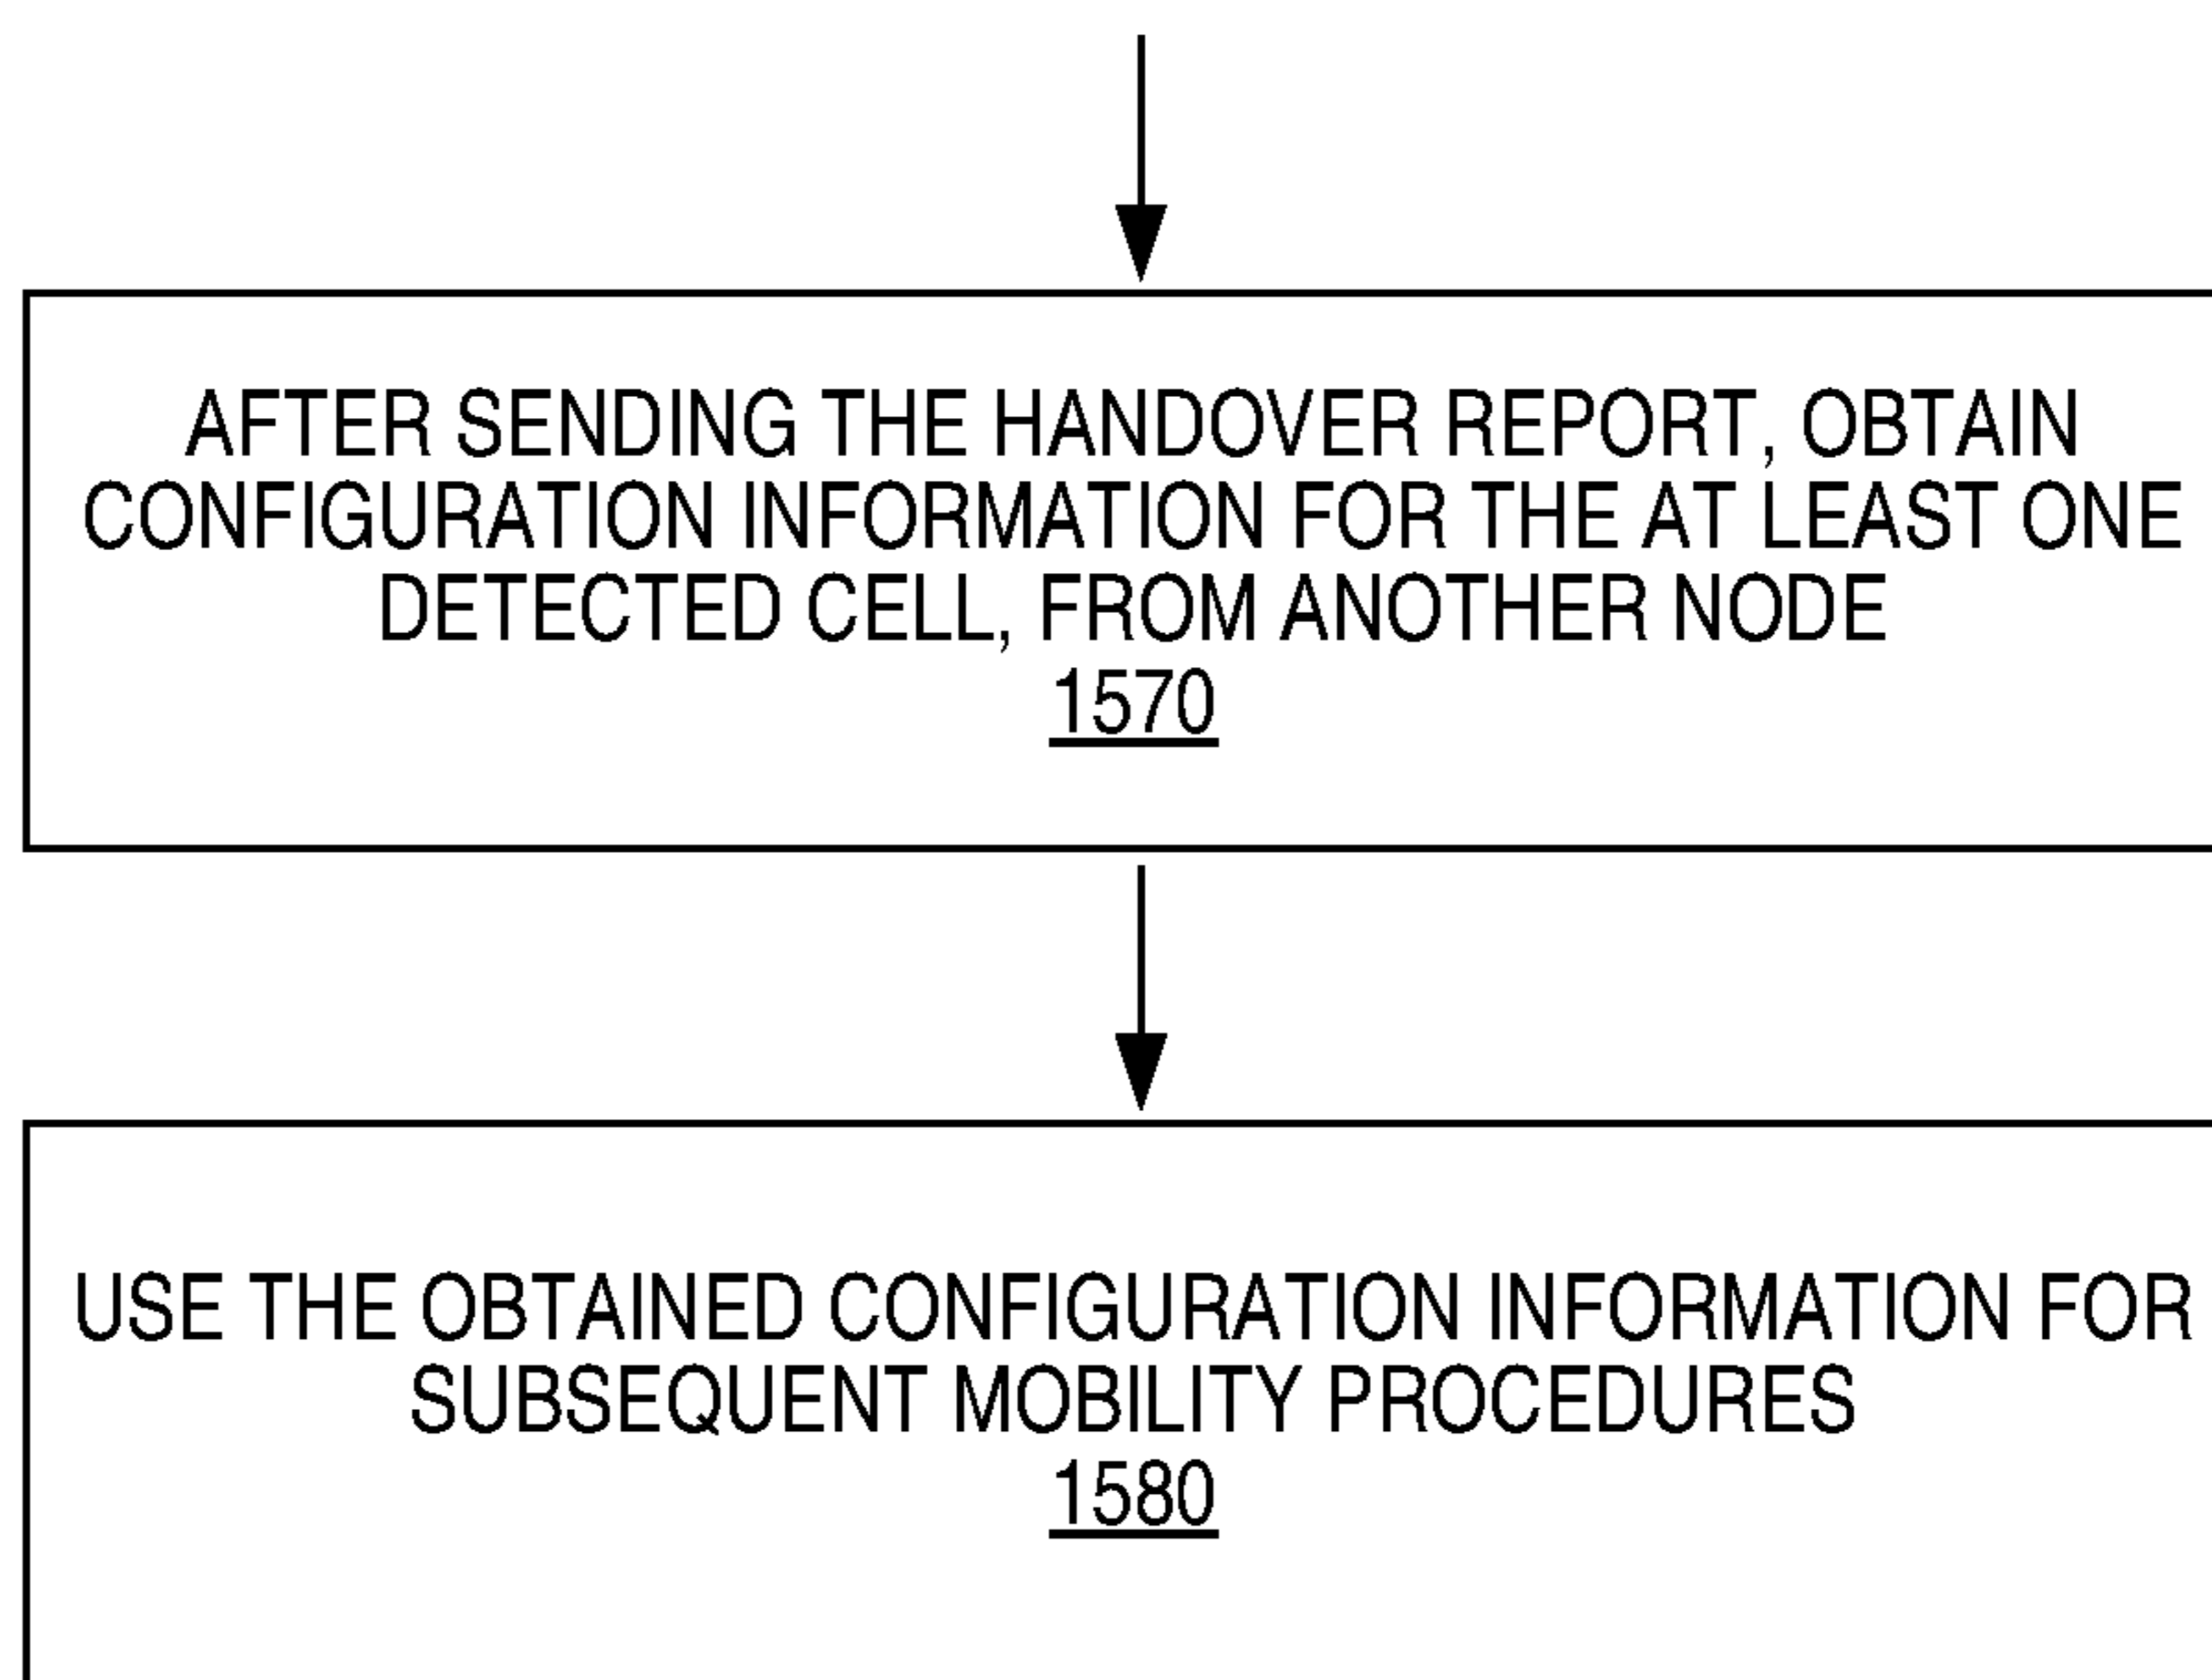 AFTER SENDING THE HANDOVER REPORT, OBTAIN
CONFIGURATION INFORMATION FOR THE AT LEAST ONE
DETECTED CELL, FROM ANOTHER NODE
1570
USE THE OBTAINED CONFIGURATION INFORMATION FOR
SUBSEQUENT MOBILITY PROCEDURES
1580